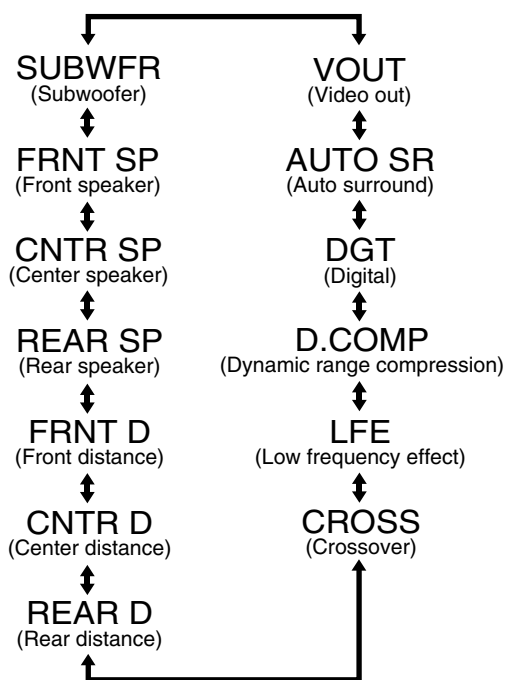 SUBWFR
(Subwoofer)
FRNT SP
(Front speaker)
CNTR SP
(Center speaker)
REAR SP
(Rear speaker)
FRNT D
(Front distance)
CNTR D
(Center distance)
REAR D
(Rear distance)
VOUT
(Video out)
AUTO SR
(Auto surround)
DGT
(Digital)
D.COMP
(Dynamic range compression)
LFE
(Low frequency effect)
CROSS
(Crossover)